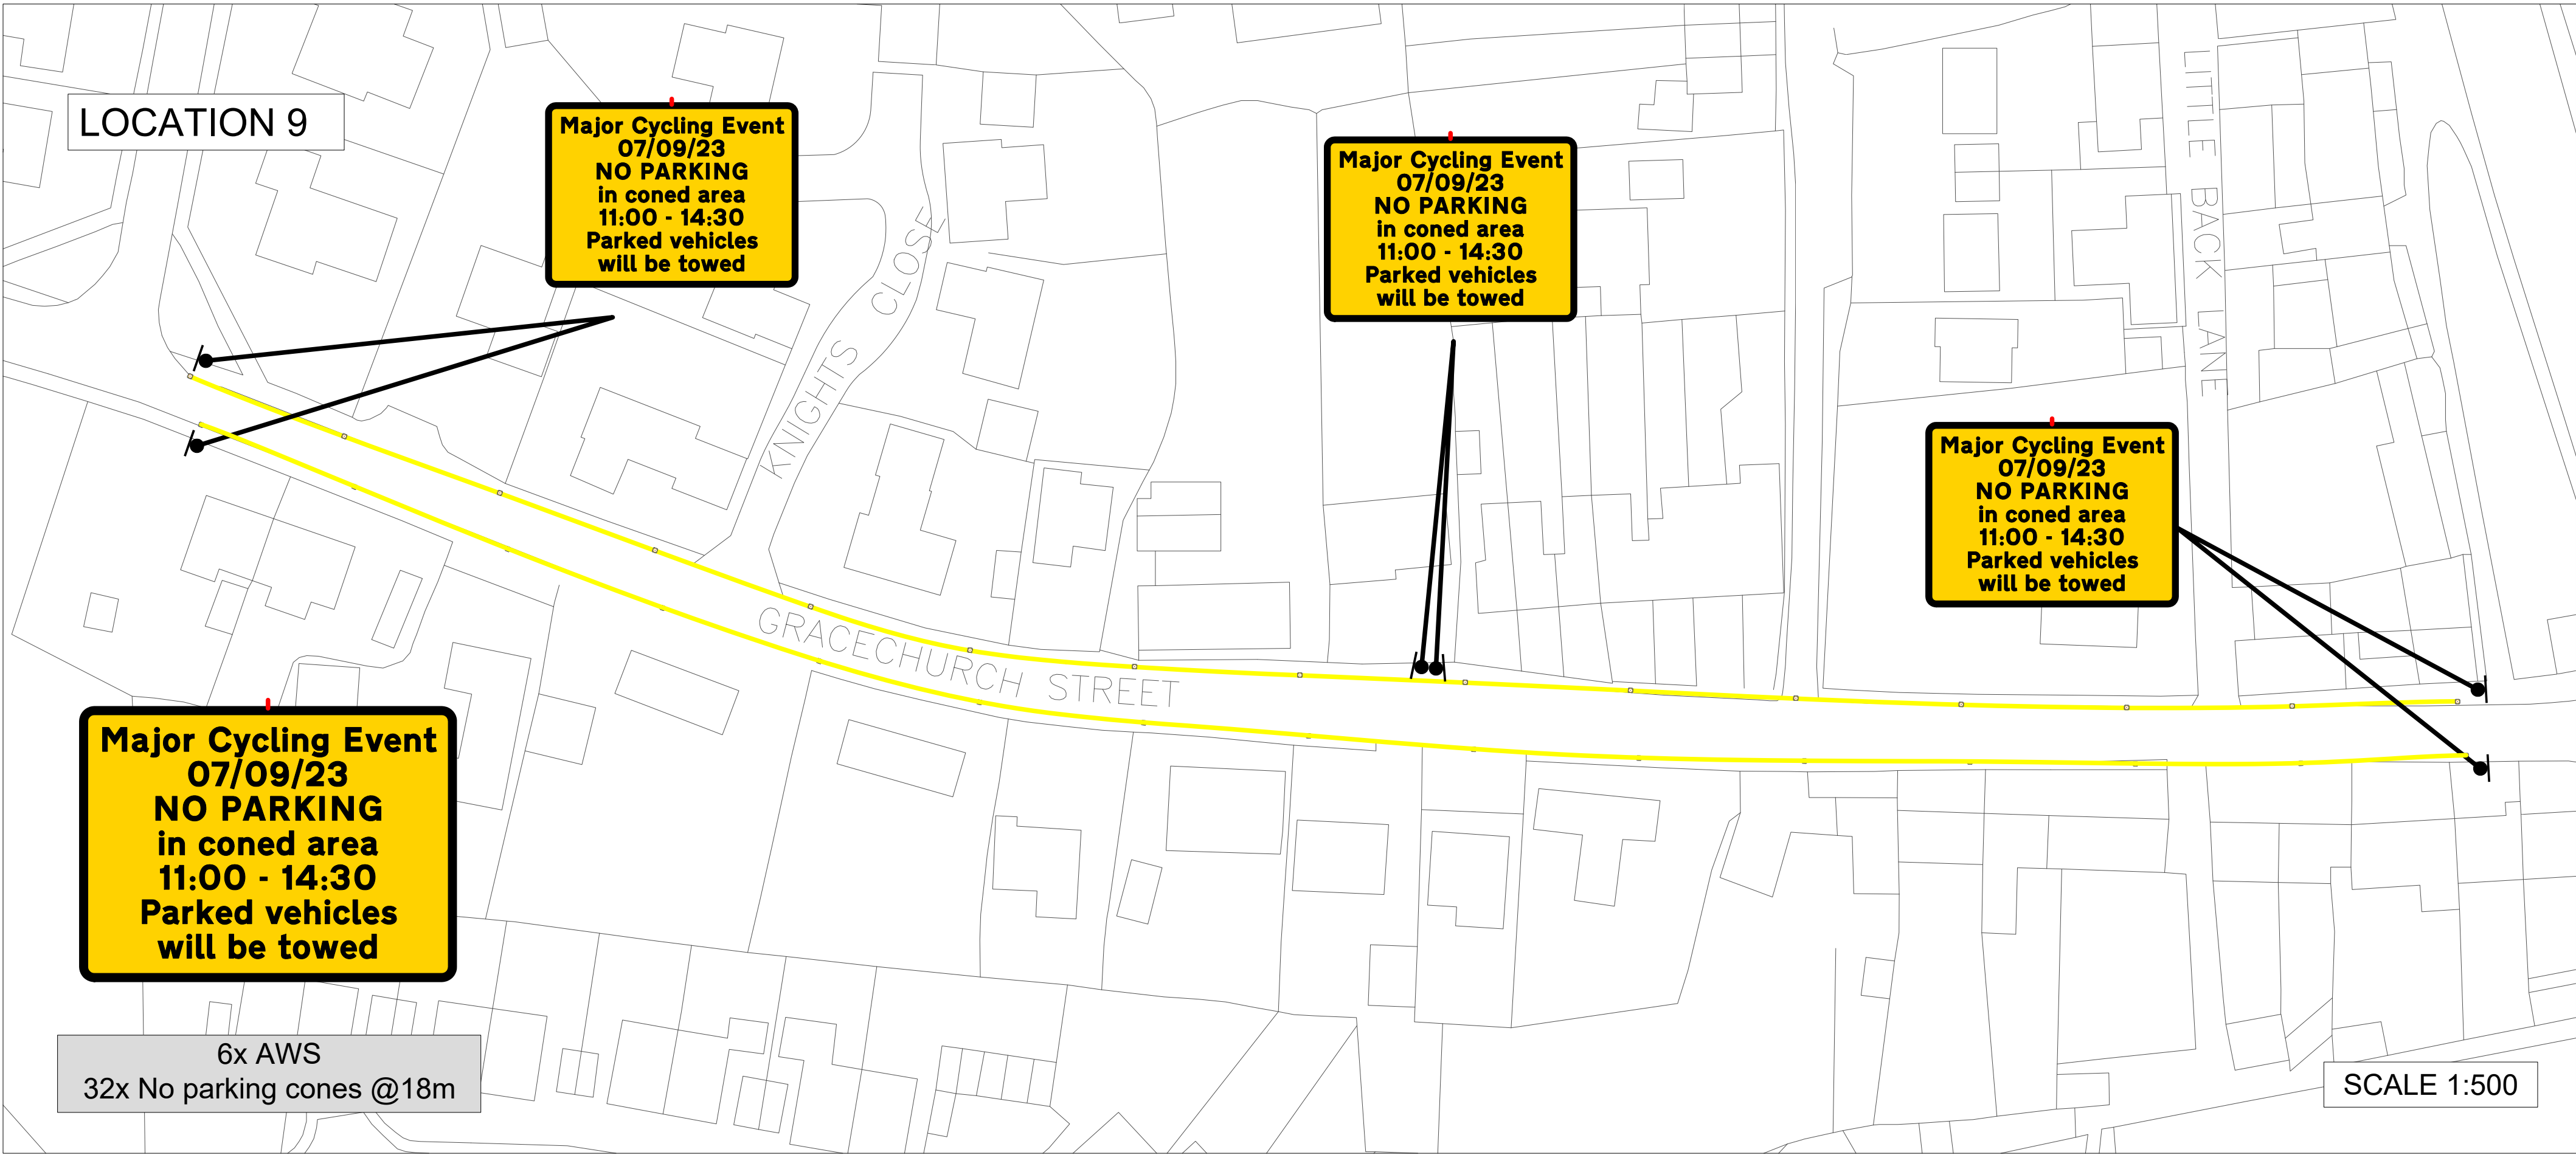 LOCATION 9
Major Cycling Event
07/09/23
NO PARKING
in coned area
11:00 - 14:30
Parked vehicles
will be towed
Major Cycling Event
07/09/23
NO PARKING
in coned area
11:00 - 14:30
Parked vehicles
will be towed
LITTLE BACK LANE
KNIGHTS CLOSE
Major Cycling Event
07/09/23
NO PARKING
in coned area
11:00 - 14:30
Parked vehicles
will be towed
GRACECHURCH STREET
Major Cycling Event
07/09/23
NO PARKING
in coned area
11:00 - 14:30
Parked vehicles
will be towed
6x AWS
32x No parking cones @18m
SCALE 1:500